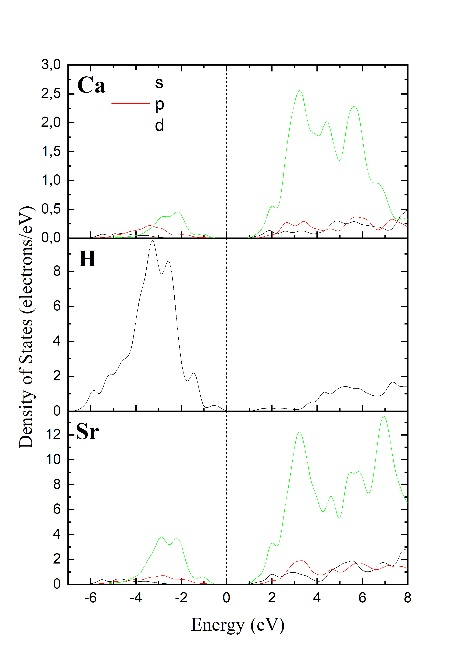 3,0
2,5
2,0
1,5
1,0
0,5
0,0
Ca
s
p
d
8
6
4
2
0
H
12
10
8
6
4
2
0
Sr
-6 -4 -2 0 2 4 6 8
Energy (eV)
Density of States (electrons/eV)